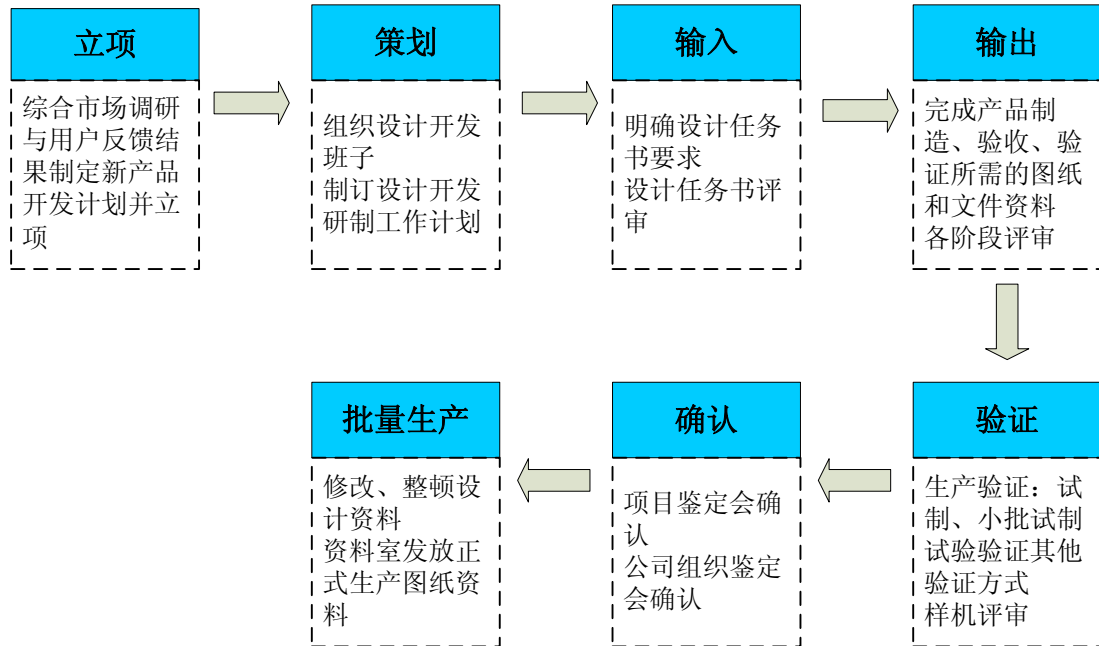 立项
综合市场调研
与用户反馈结
果制定新产品
开发计划并立
项
策划
组织设计开发
班子
制订设计开发
研制工作计划
输入
明确设计任务
书要求
设计任务书评
审
输出
完成产品制
造、验收、验
证所需的图纸
和文件资料
各阶段评审
验证
生产验证：试
制、小批试制
试验验证其他
验证方式
样机评审
确认
项目鉴定会确
认
公司组织鉴定
会确认
批量生产
修改、整顿设
计资料
资料室发放正
式生产图纸资
料